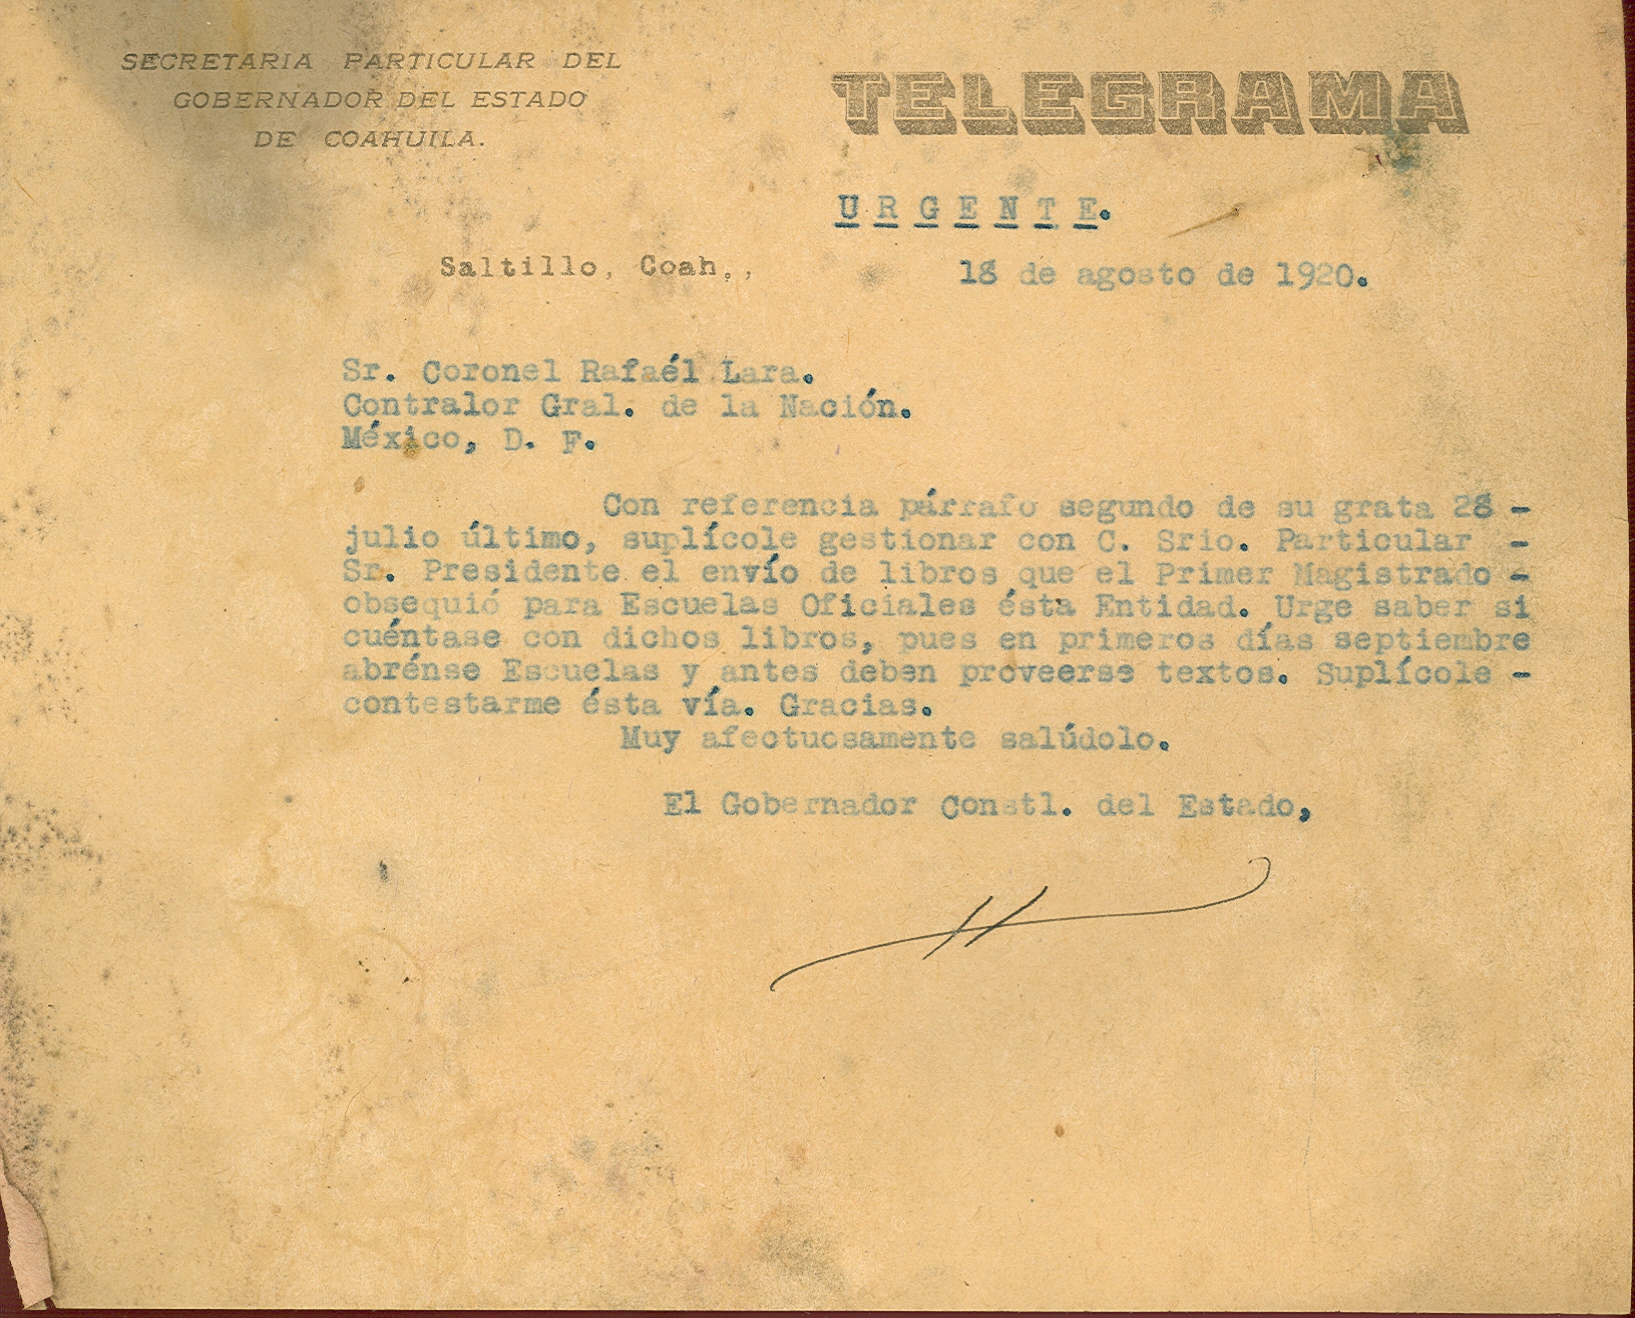 SECRETARIA PARTICULAR DEL
GOBERNADOR DEL ESTADO
DE COAHUILA.
TELEGRAMA
URGENTE.
Saltillo, Coah.,
18 de agosto de 1920.
Sr. Coronel Rafaél Lara.
Contralor Gral. de la Nación.
México, D. F.
Con referencia párrafo segundo de su grata 28 -
julio último, suplícole gestionar con C. Srio. Particular -
Sr. Presidente el envío de libros que el Primer Magistrado -
obsequió para Escuelas Oficiales ésta Entidad. Urge saber si
cuéntase con dichos libros, pues en primeros días septiembre
abrénse Escuelas y antes deben proveerse textos. Suplícole -
contestarme ésta vía. Gracias.
Muy afectuosamente salúdolo.
El Gobernador Constl. del Estado,